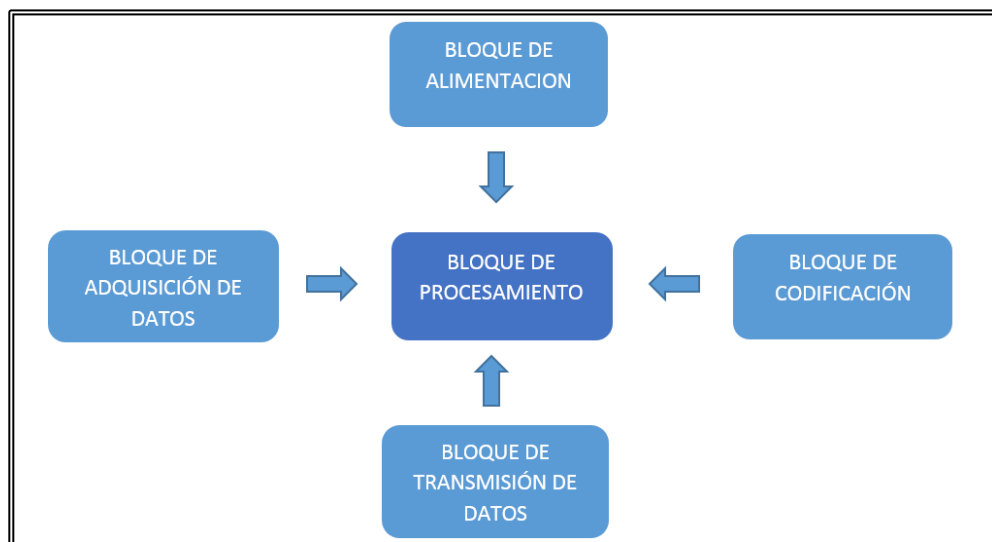 BLOQUE DE
ALIMENTACION
BLOQUE DE
ADQUISICIÓN DE
DATOS
BLOQUE DE
PROCESAMIENTO
BLOQUE DE
CODIFICACIÓN
BLOQUE DE
TRANSMISIÓN DE
DATOS